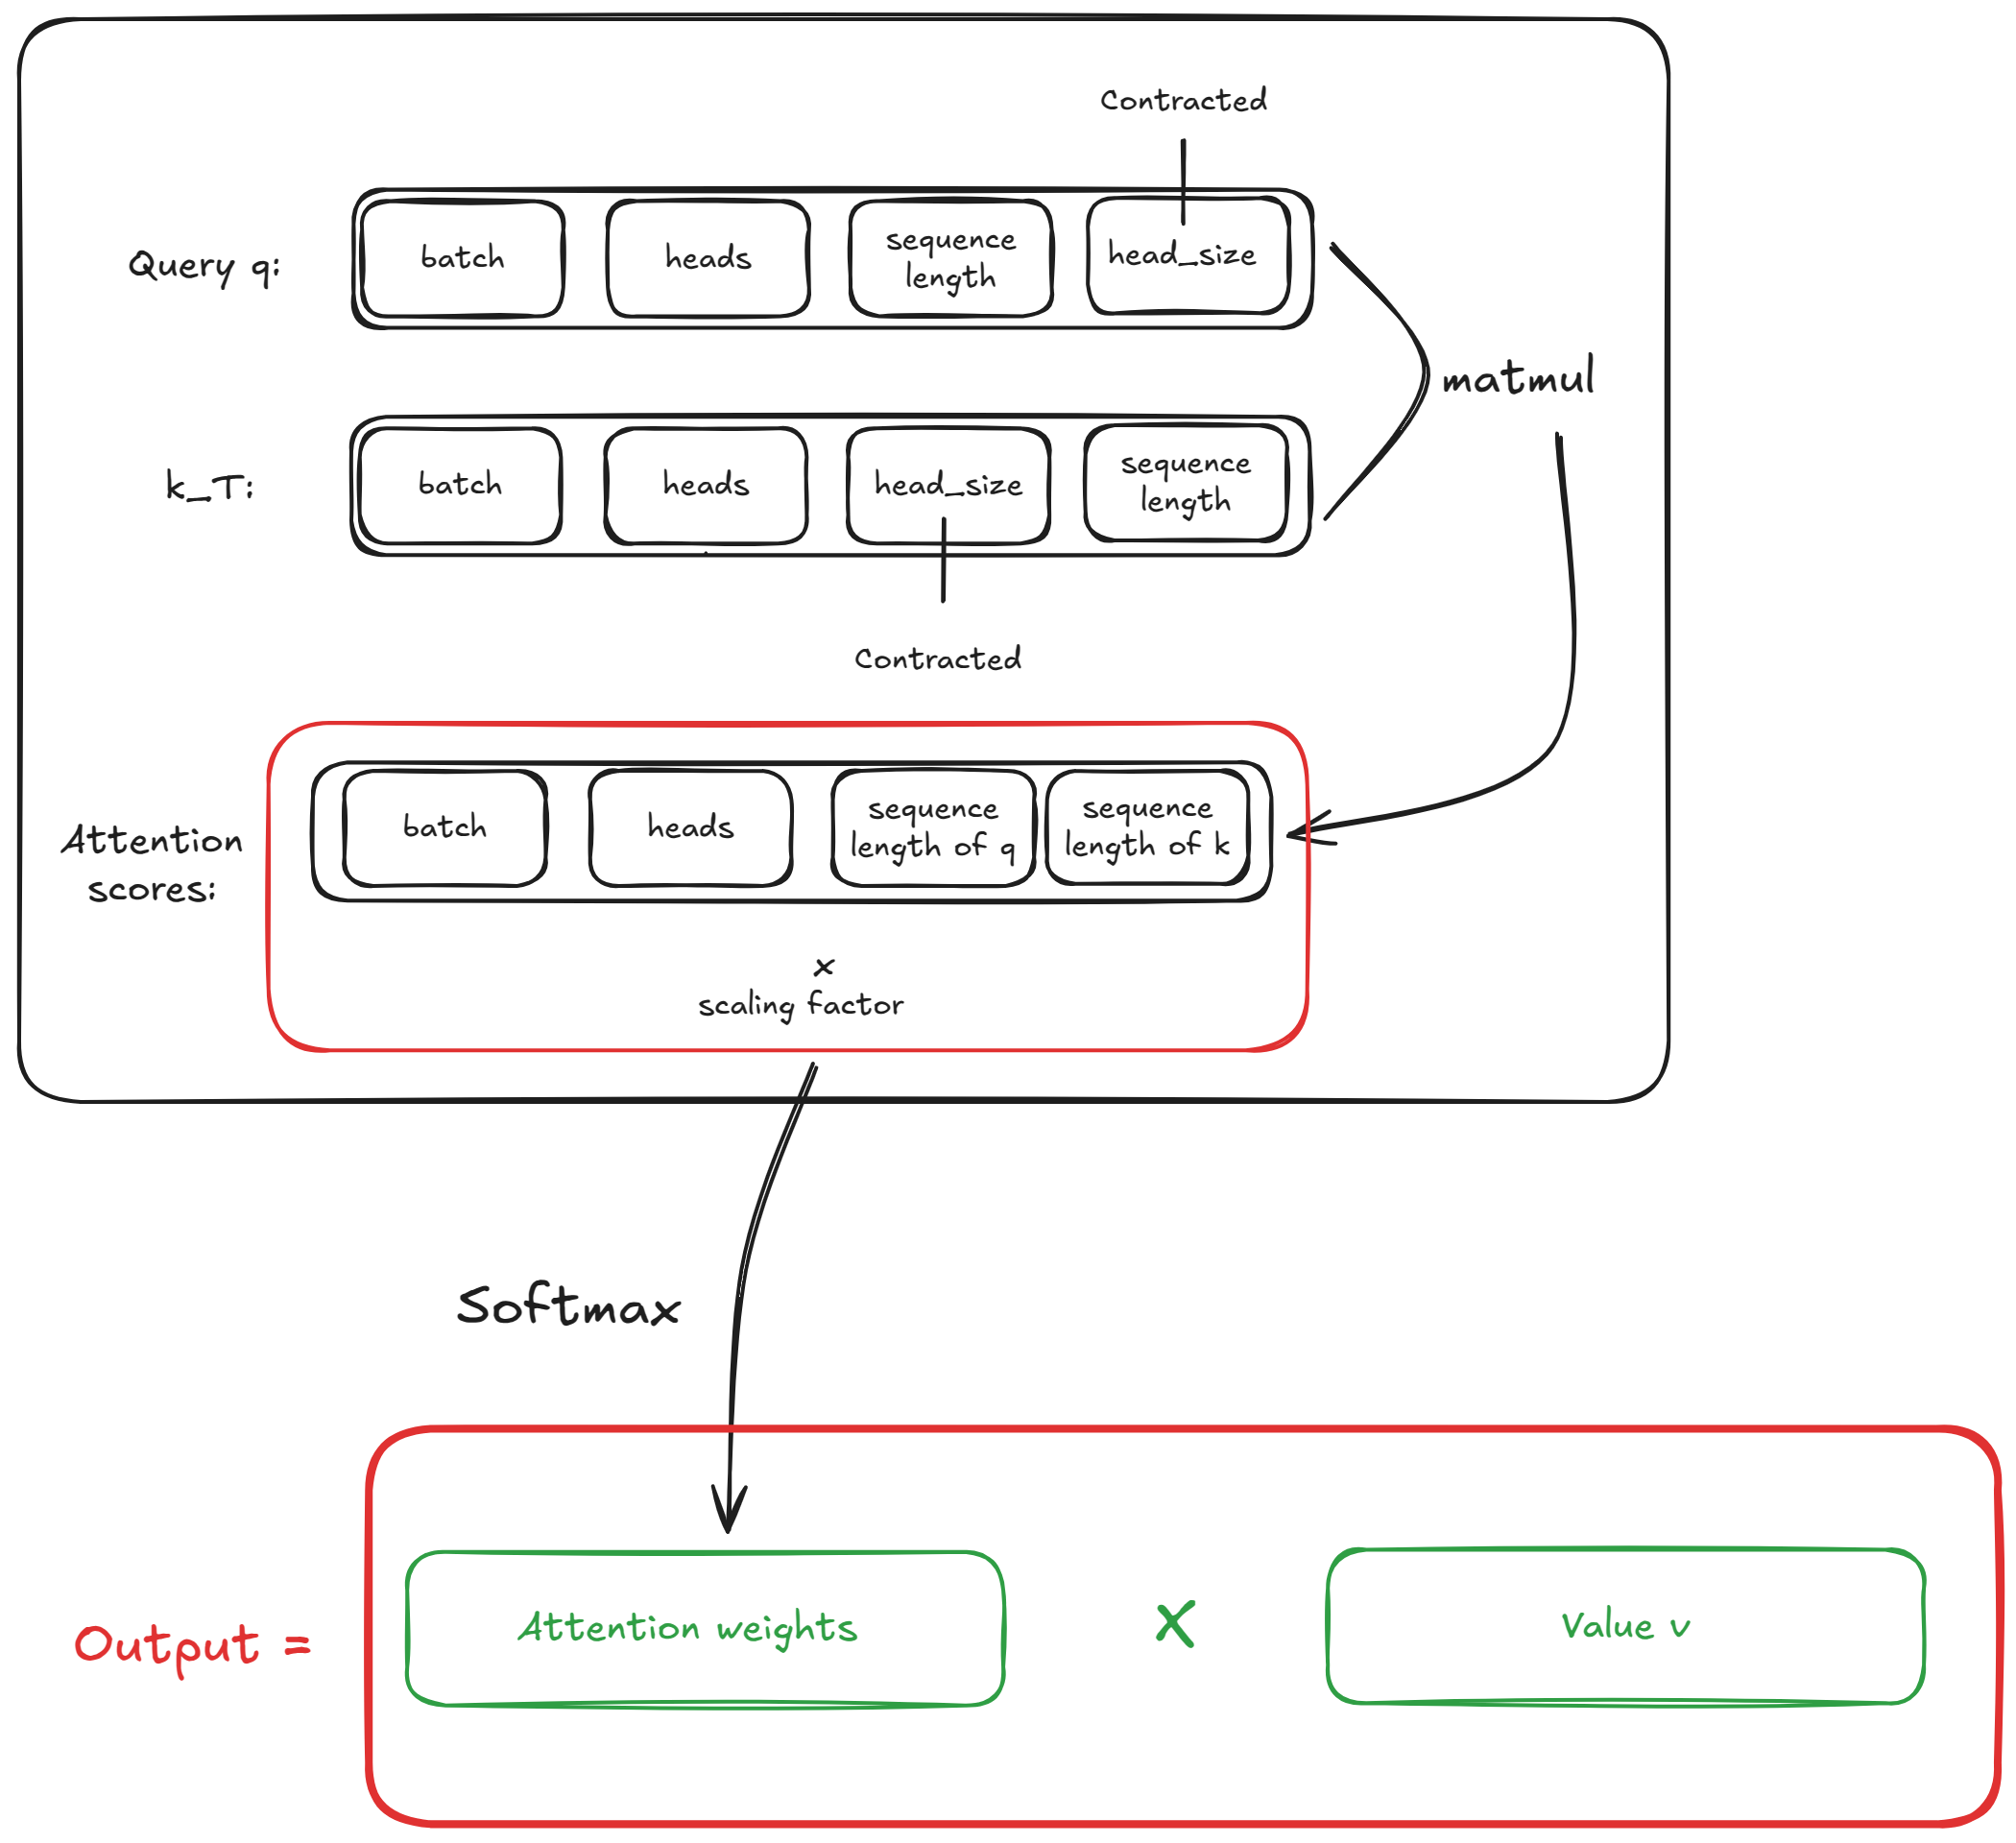 Contracted
Query q:
batch
heads
sequence
length
head_size
matmul
k_T:
batch
heads
head_size
sequence
length
Contracted
Attention
scores:
batch
heads
sequence
length of q
sequence
length of k
x
scaling factor
Softmax
Output =
Attention weights
X
Value v